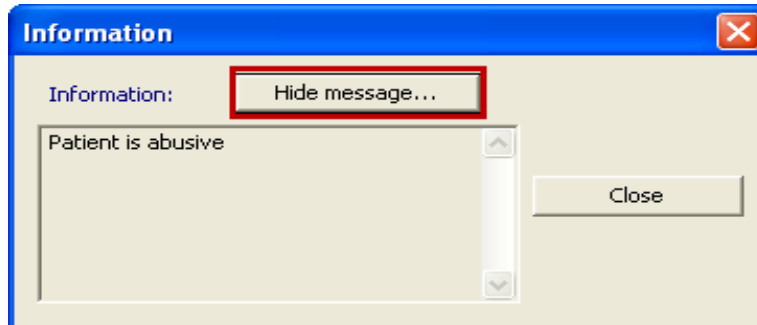 Information
Information:
Hide message...
Patient is abusive
Close